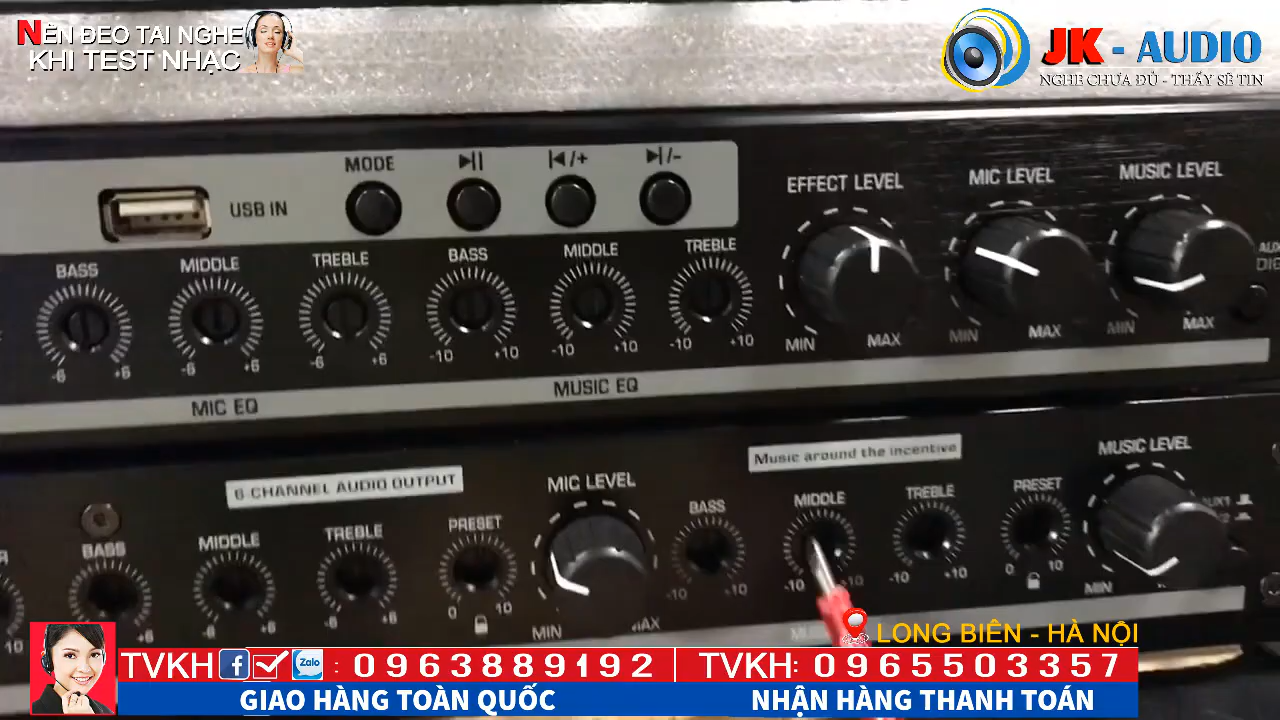 NÊN ĐEO TAI NGHE
KHI TEST NHẠC
JK - AUDIO
NGHE CHƯA ĐỦ - THẤY SẼ TIN
MODE
/+
/-
USB IN
EFFECT LEVEL
MIC LEVEL
MUSIC LEVEL
BASS
MIDDLE
TREBLE
BASS
MIDDLE
TREBLE
-6 +6
-6 +6
-6 +6
-10 +10
-10 +10
-10 +10
MIN MAX
MIN MAX
MIN MAX
MIC EQ
MUSIC EQ
6 CHANNEL AUDIO OUTPUT
Music around the incentive
BASS
MIDDLE
TREBLE
PRESET
MIC LEVEL
BASS
MIDDLE
TREBLE
PRESET
MUSIC LEVEL
10
+6
-6 +6
-6 +6
0 10
MIN MAX
-10 +10
-10 +10
-10 +10
0 10
MIN
LONG BIÊN - HÀ NỘI
TVKH f Zalo : 0963889192 TVKH: 0965503357
GIAO HÀNG TOÀN QUỐC NHẬN HÀNG THANH TOÁN